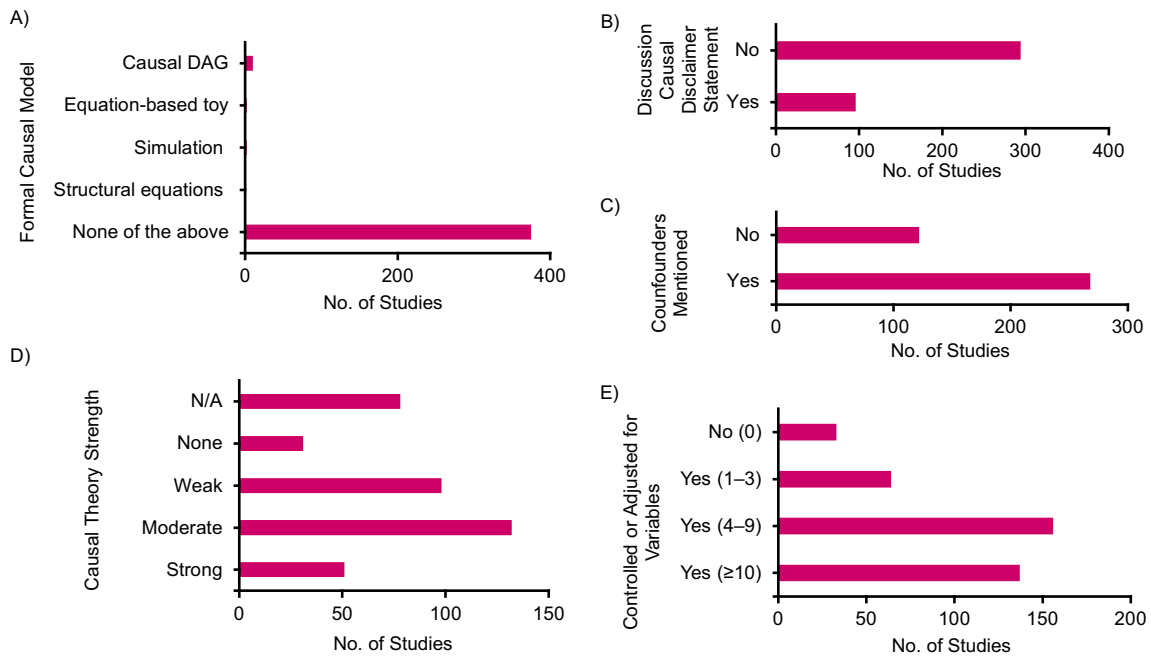 A)
Formal Causal Model
Causal DAG
Equation-based toy
Simulation
Structural equations
None of the above
0
200
400
No. of Studies
B)
Discussion
Causal
Disclaimer
Statement
No
Yes
0
100
200
300
400
No. of Studies
C)
Counfounders
Mentioned
No
Yes
0
100
200
300
No. of Studies
D)
Causal Theory Strength
N/A
None
Weak
Moderate
Strong
0
50
100
150
No. of Studies
E)
Controlled or Adjusted for
Variables
No (0)
Yes (1–3)
Yes (4–9)
Yes (≥10)
0
50
100
150
200
No. of Studies